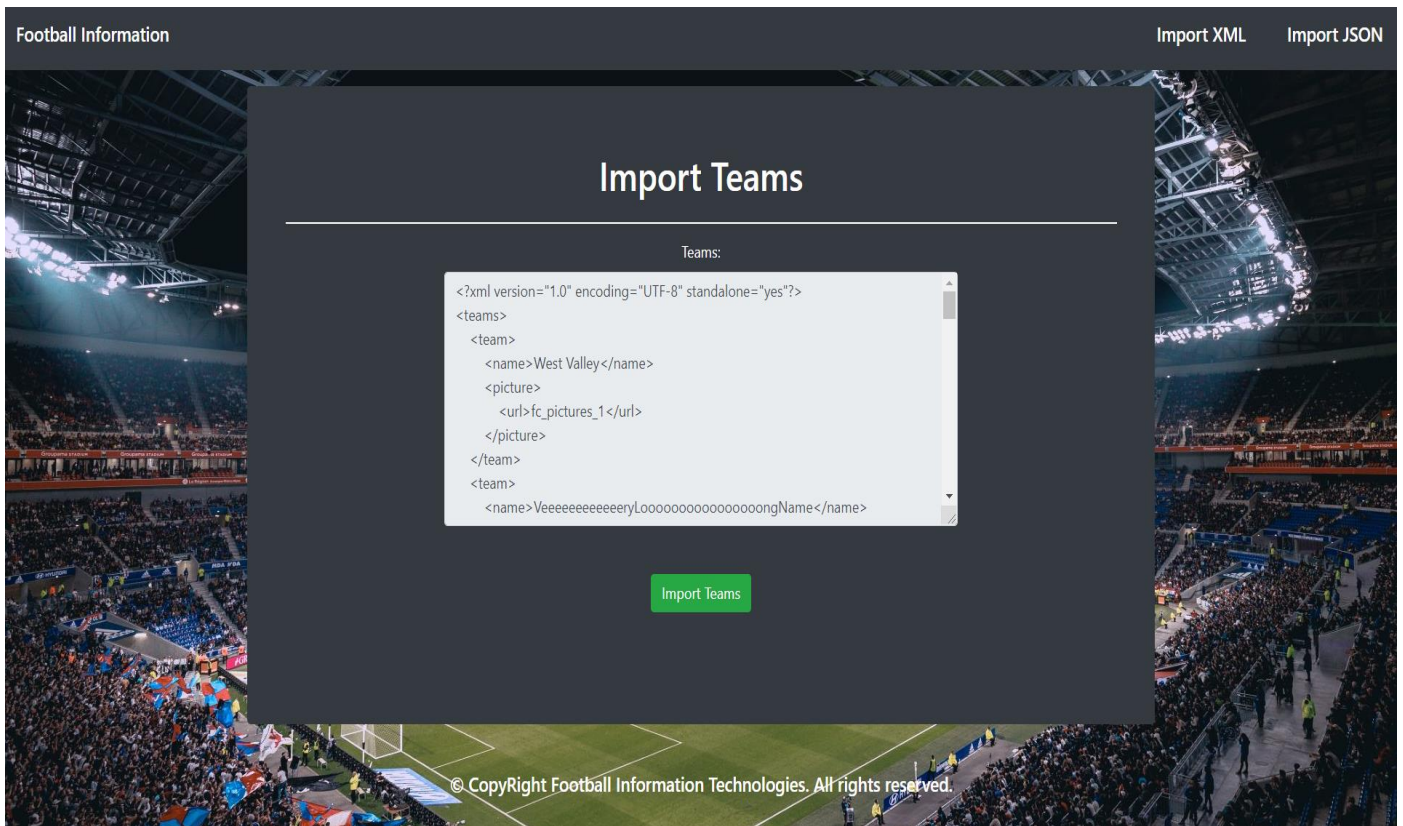 Football Information
Import XML
Import JSON
Import Teams
Teams:
<?xml version="1.0" encoding="UTF-8" standalone="yes"?>
<teams>
<team>
<name>West Valley</name>
<picture>
<url>fc_pictures_1</url>
</picture>
</team>
<team>
<name>VeeeeeeeeeeeeryLooooooooooooooooongName</name>
Import Teams
© CopyRight Football Information Technologies. All rights reserved.